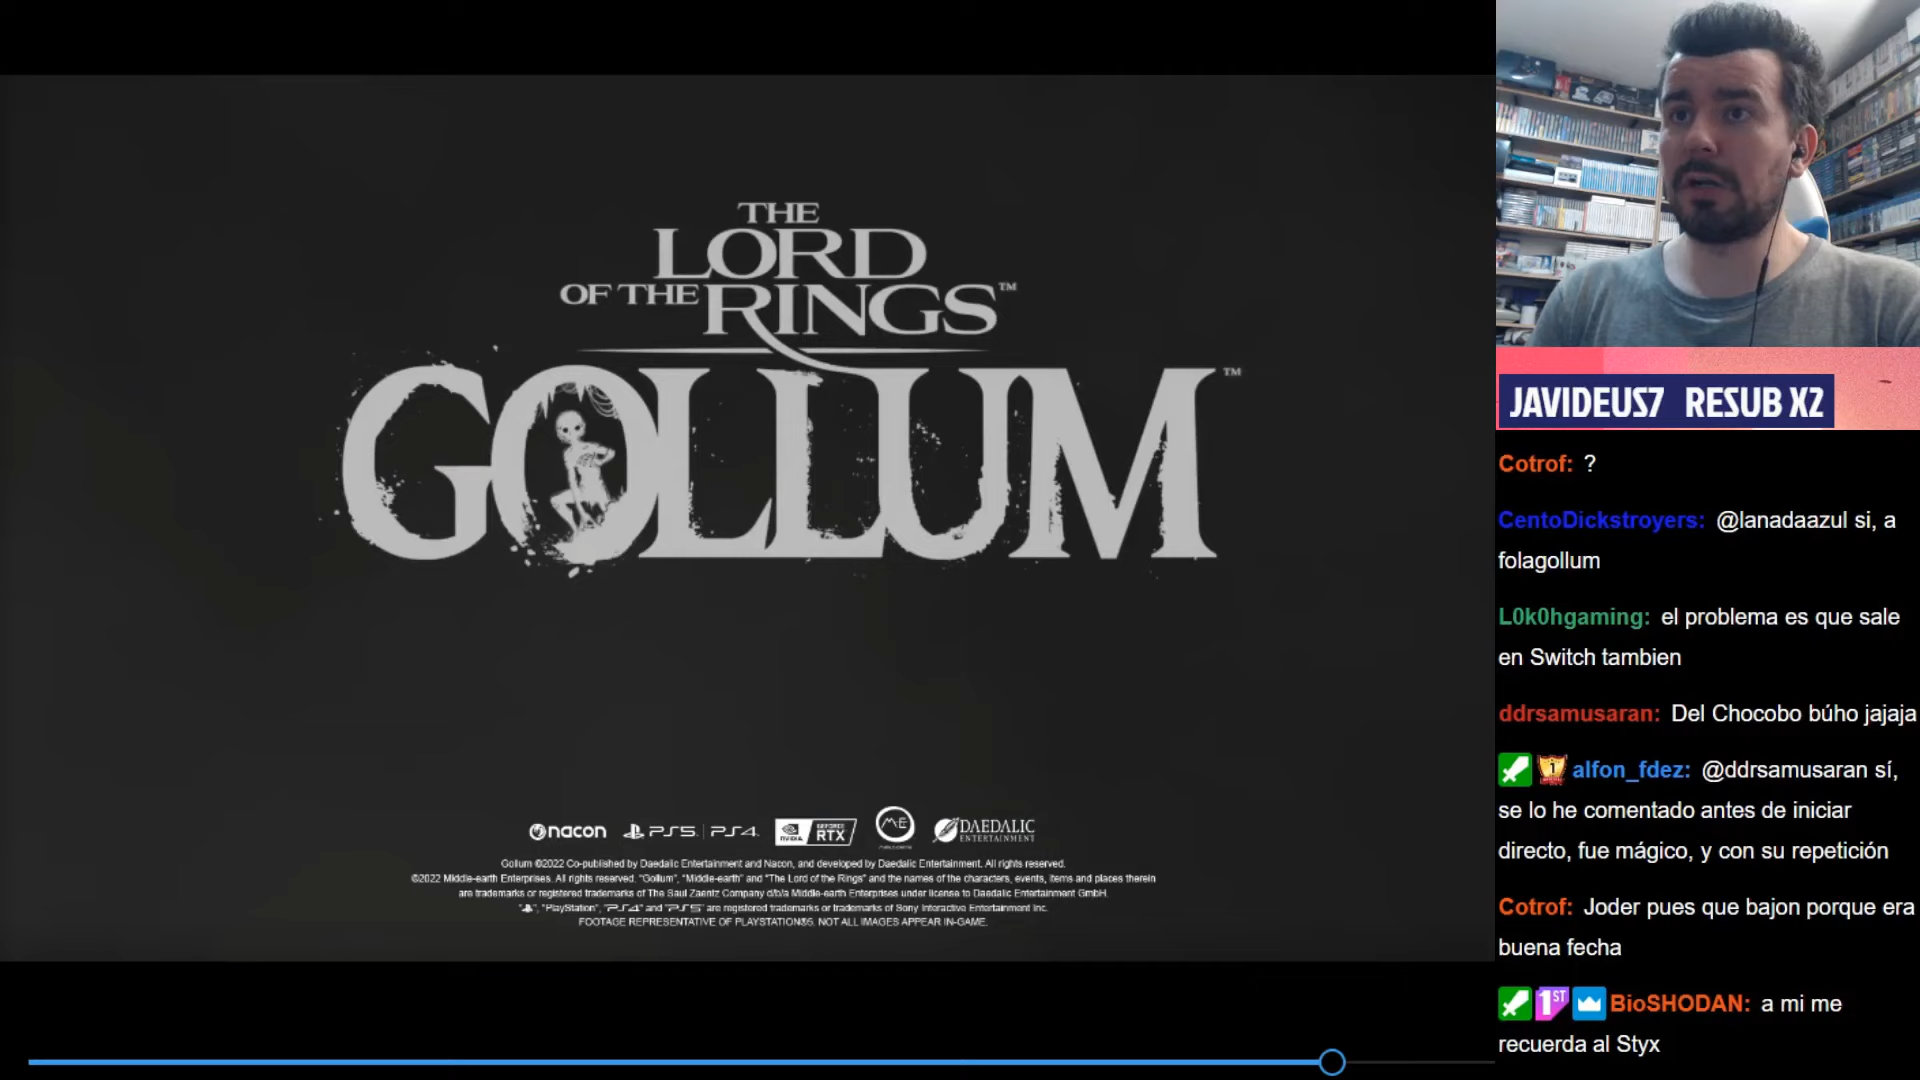 THE
LORD
OF THE RINGS™
GOLLUM™
nacon PS5 PS4 NVIDIA GEFORCE RTX ME DAEDALIC ENTERTAINMENT
Gollum ©2022 Co-published by Daedalic Entertainment and Nacon, and developed by Daedalic Entertainment. All rights reserved.
©2022 Middle-earth Enterprises. All rights reserved. "Gollum", "Middle-earth" and "The Lord of the Rings" and the names of the characters, events, items and places therein
are trademarks or registered trademarks of The Saul Zaentz Company d/b/a Middle-earth Enterprises under license to Daedalic Entertainment GmbH.
"PlayStation", "PS4" and "PS5" are registered trademarks or trademarks of Sony Interactive Entertainment Inc.
FOOTAGE REPRESENTATIVE OF PLAYSTATION®5. NOT ALL IMAGES APPEAR IN-GAME.
JAVIDEUS7 RESUB X2
Cotrof: ?
CentoDickstroyers: @lanadaazul si, a
folagollum
L0k0hgaming: el problema es que sale
en Switch tambien
ddrsamusaran: Del Chocobo búho jajaja
1 alfon_fdez: @ddrsamusaran sí,
se lo he comentado antes de iniciar
directo, fue mágico, y con su repetición
Cotrof: Joder pues que bajon porque era
buena fecha
1ST BioSHODAN: a mi me
recuerda al Styx